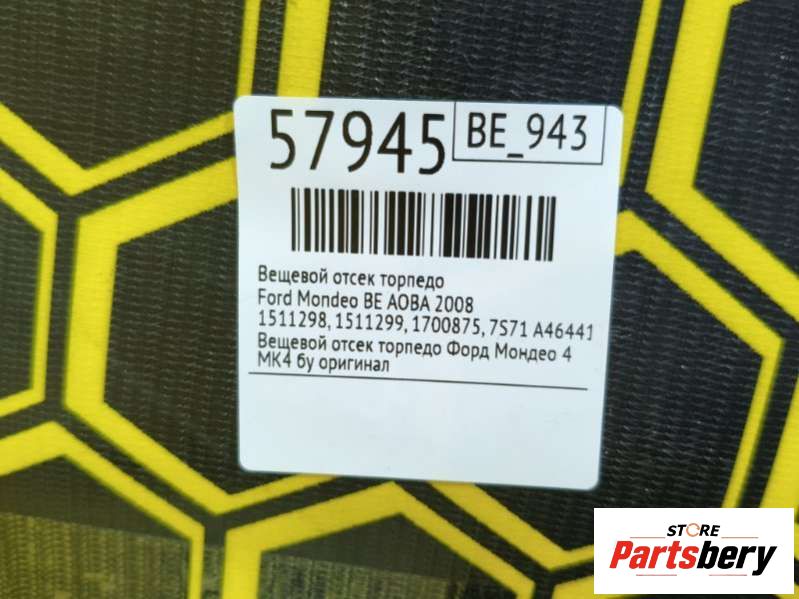 57945
BE_943
Вещевой отсек торпедо
Ford Mondeo BE AOBA 2008
1511298, 1511299, 1700875, 7S71 A46441
Вещевой отсек торпедо Форд Мондео 4
МК4 бу оригинал
STORE
Partsbery